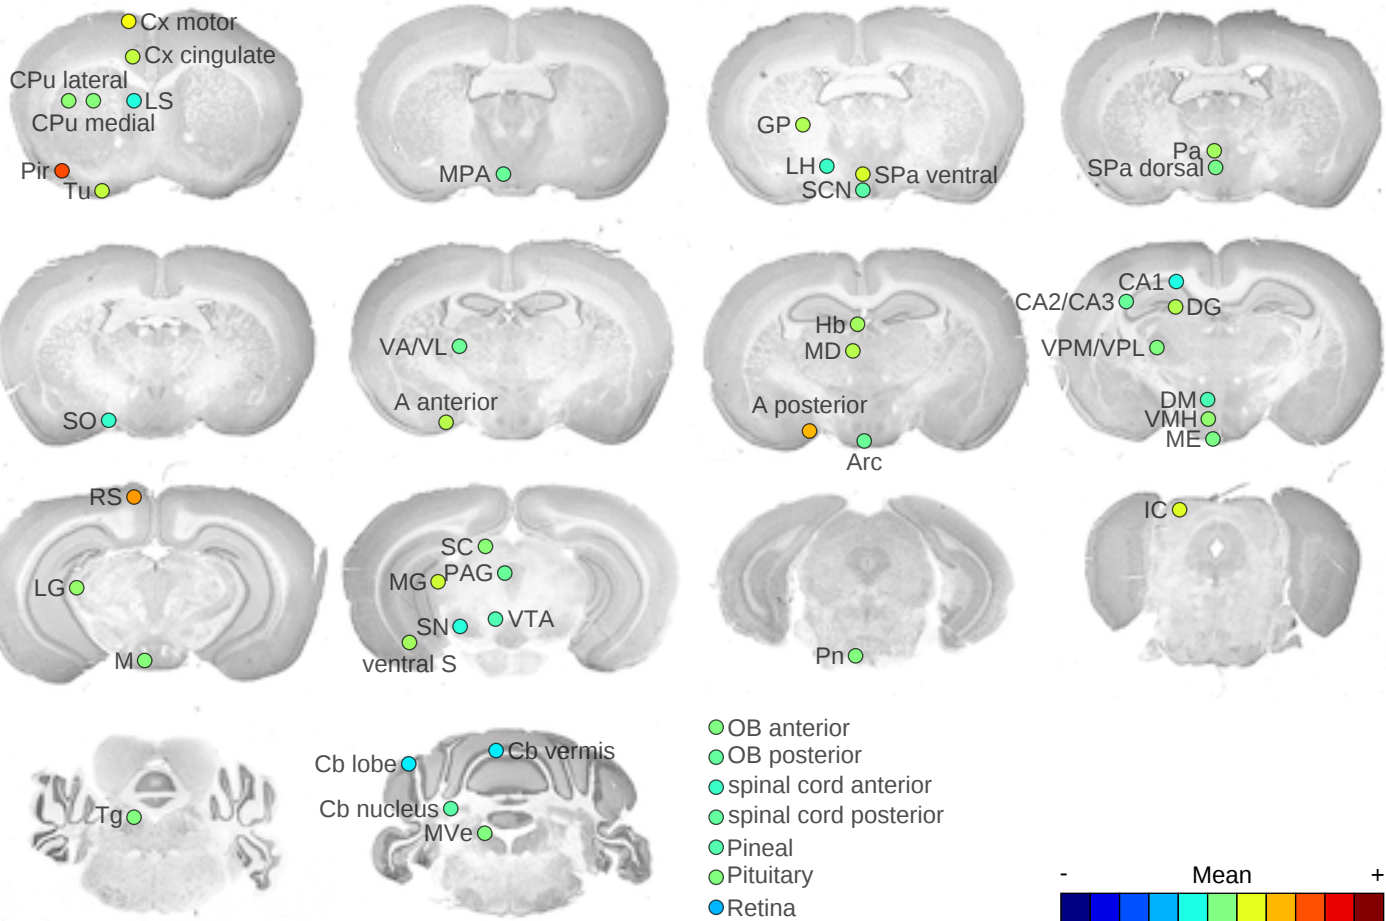 Cx motor
Cx cingulate
CPu lateral
LS
CPu medial
Pir
Tu
MPA
GP
LH
SPa ventral
SCN
Pa
SPa dorsal
SO
VA/VL
A anterior
Hb
MD
A posterior
Arc
CA1
CA2/CA3
DG
VPM/VPL
DM
VMH
ME
RS
LG
M
SC
PAG
MG
VTA
SN
ventral S
Pn
IC
Tg
Cb vermis
Cb lobe
Cb nucleus
MVe
OB anterior
OB posterior
spinal cord anterior
spinal cord posterior
Pineal
Pituitary
Retina
- Mean +